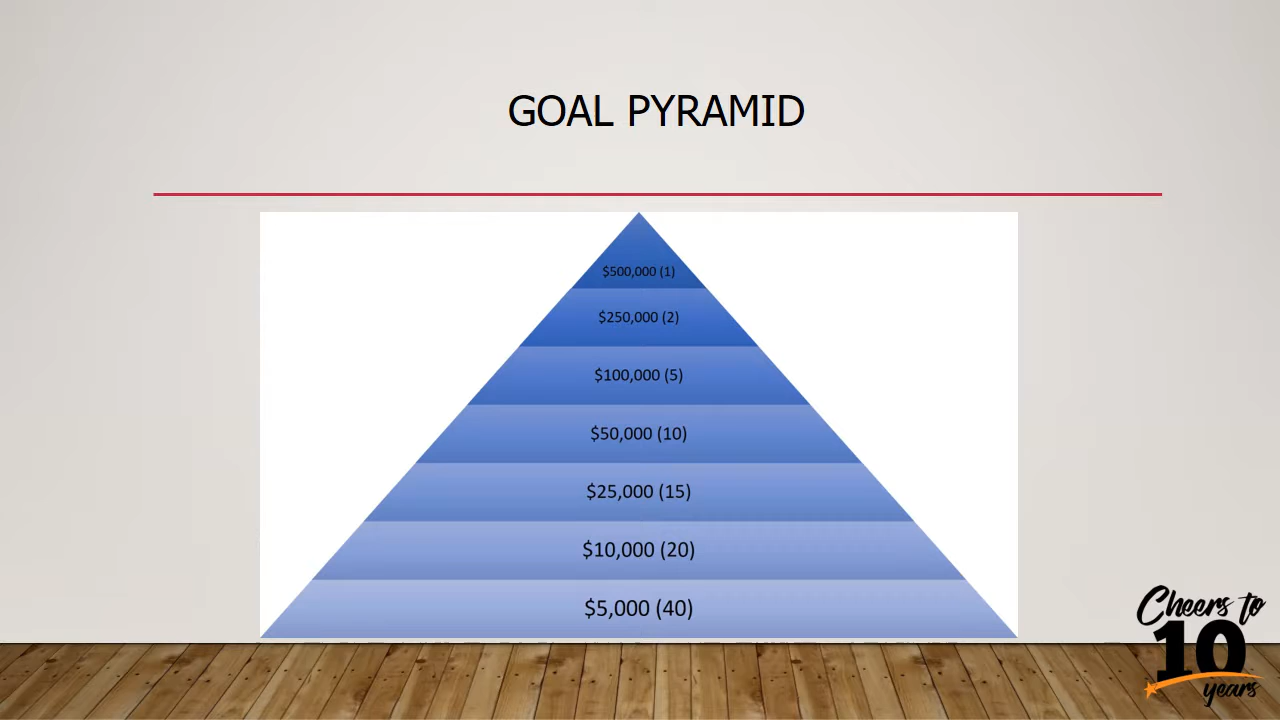 GOAL PYRAMID
$500,000 (1)
$250,000 (2)
$100,000 (5)
$50,000 (10)
$25,000 (15)
$10,000 (20)
$5,000 (40)
Cheers to
10
years